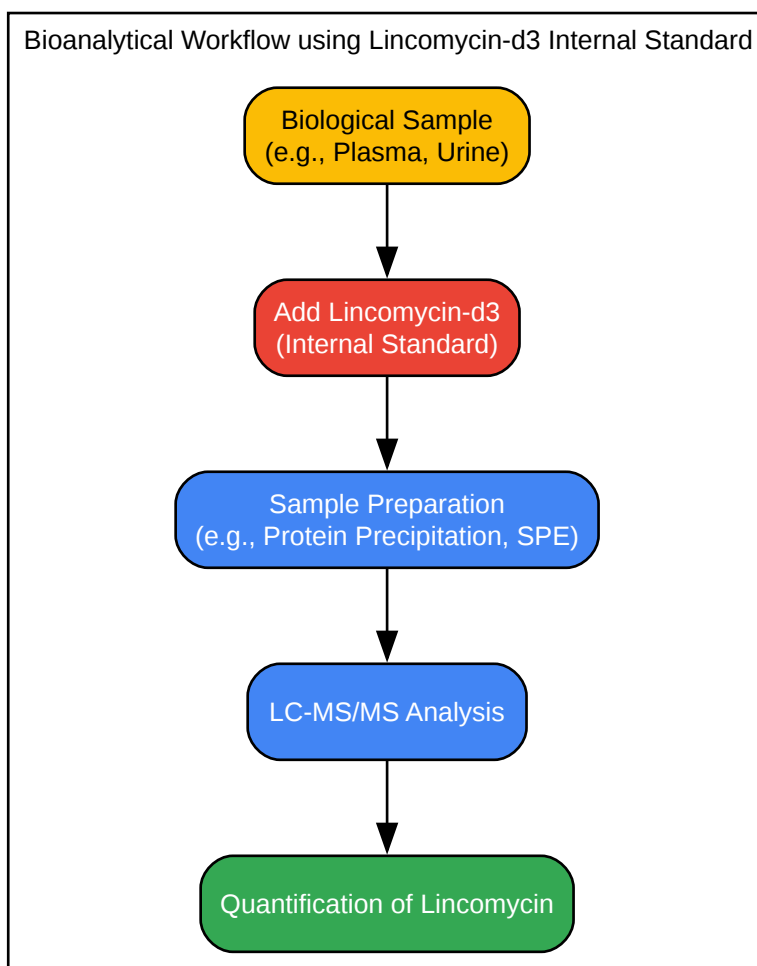 Bioanalytical Workflow using Lincomycin-d3 Internal Standard
Biological Sample
(e.g., Plasma, Urine)
Add Lincomycin-d3
(Internal Standard)
Sample Preparation
(e.g., Protein Precipitation, SPE)
LC-MS/MS Analysis
Quantification of Lincomycin